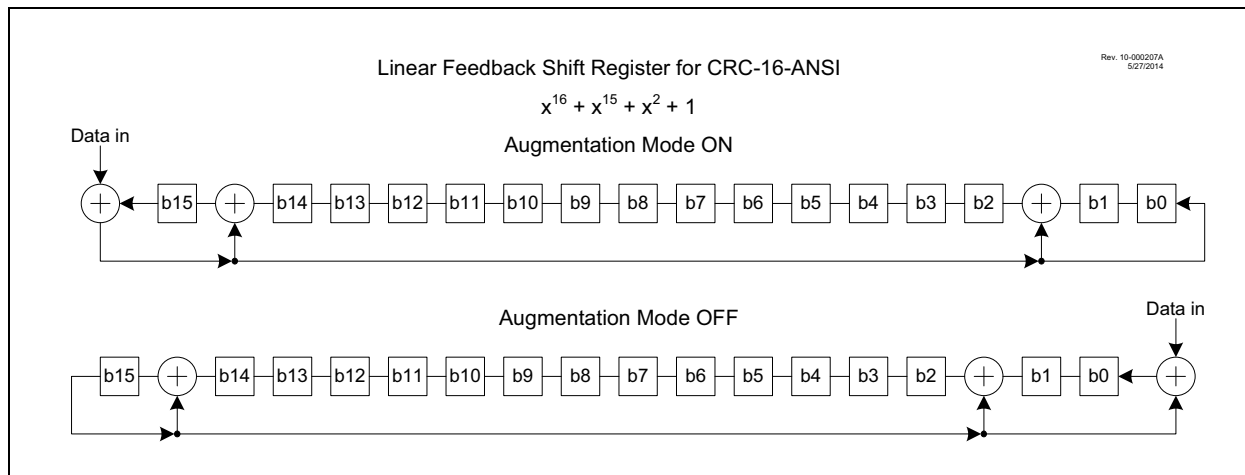 Rev. 10-000207A
5/27/2014
Linear Feedback Shift Register for CRC-16-ANSI
x¹⁶ + x¹⁵ + x² + 1
Augmentation Mode ON
Data in
+ b15 + b14 b13 b12 b11 b10 b9 b8 b7 b6 b5 b4 b3 b2 + b1 b0
Augmentation Mode OFF
Data in
b15 + b14 b13 b12 b11 b10 b9 b8 b7 b6 b5 b4 b3 b2 + b1 b0 +